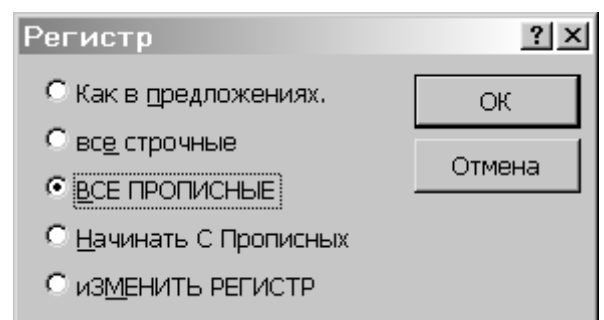 Регистр
Как в предложениях.
все строчные
ВСЕ ПРОПИСНЫЕ
Начинать С Прописных
иЗМЕНИТЬ РЕГИСТР
ОК
Отмена